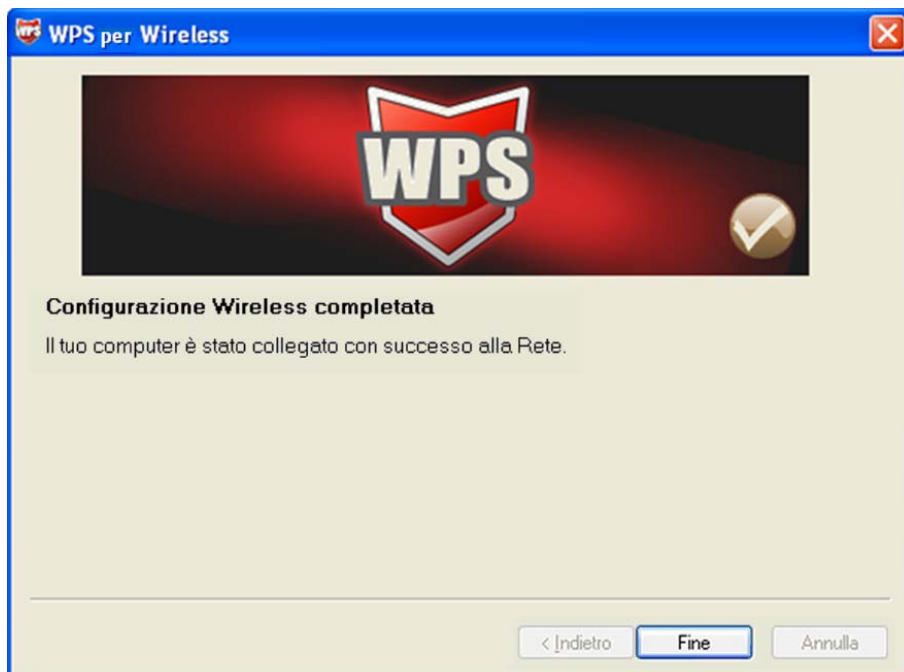 WPS per Wireless
WPS
Configurazione Wireless completata
Il tuo computer è stato collegato con successo alla Rete.
< Indietro
Fine
Annulla